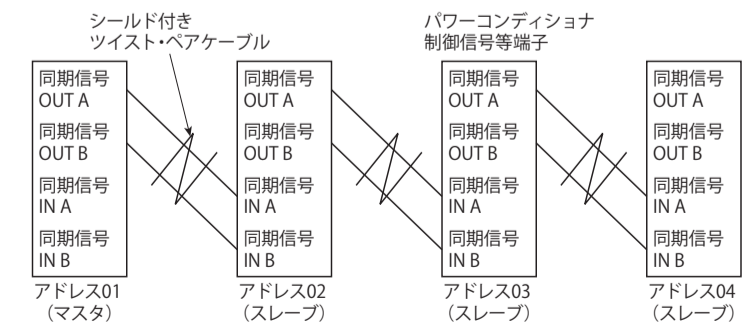 シールド付き
ツイスト・ペアケーブル
パワーコンディショナ
制御信号等端子
同期信号
OUT A
同期信号
OUT B
同期信号
IN A
同期信号
IN B
アドレス01
（マスタ）
同期信号
OUT A
同期信号
OUT B
同期信号
IN A
同期信号
IN B
アドレス02
（スレーブ）
同期信号
OUT A
同期信号
OUT B
同期信号
IN A
同期信号
IN B
アドレス03
（スレーブ）
同期信号
OUT A
同期信号
OUT B
同期信号
IN A
同期信号
IN B
アドレス04
（スレーブ）